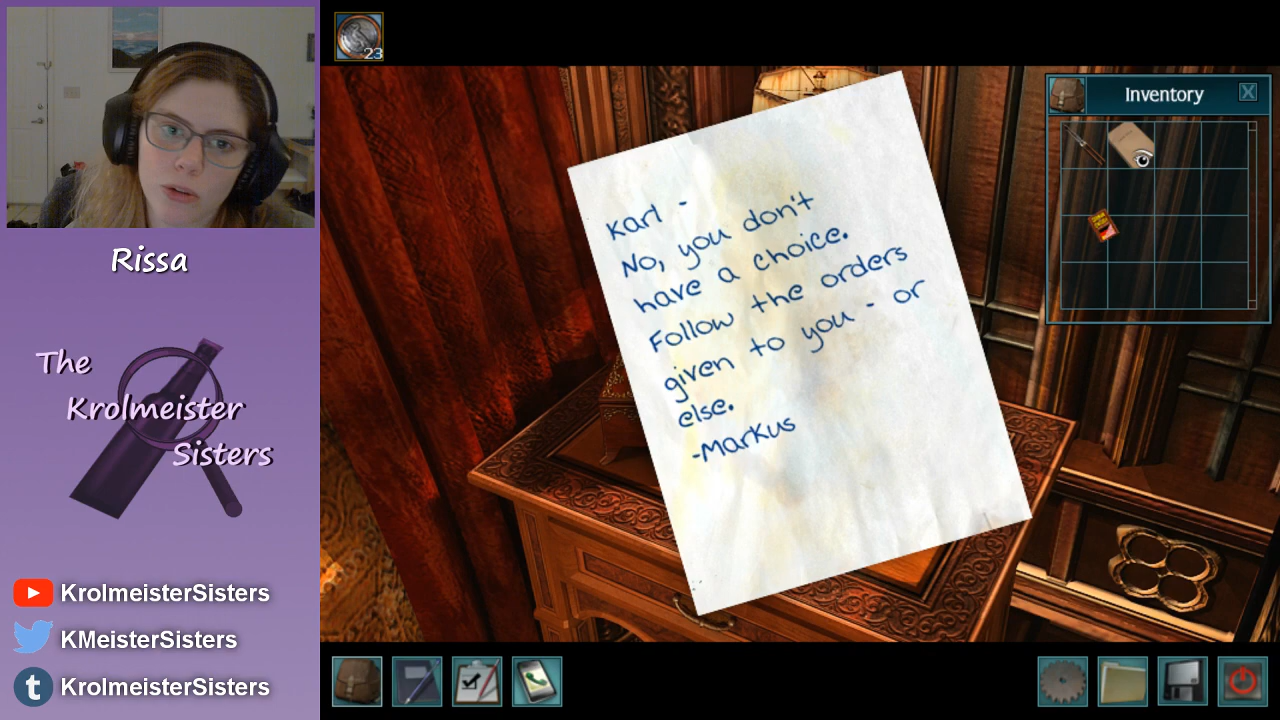 Rissa
The
Krolmeister
Sisters
KrolmeisterSisters
KMeisterSisters
KrolmeisterSisters
23
Karl -
No, you don't
have a choice.
Follow the orders
given to you - or
else.
-Markus
Inventory
X